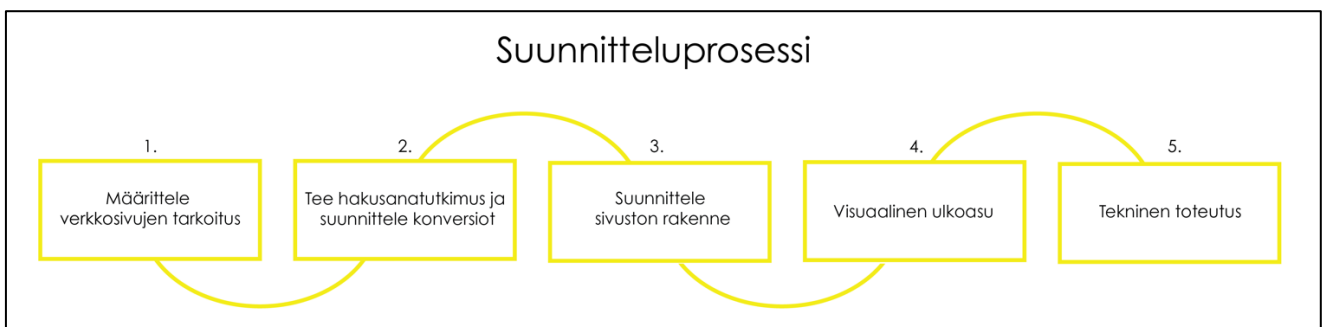 Suunnitteluprosessi
1.
Määrittele
verkkosivujen tarkoitus
2.
Tee hakusanatutkimus ja
suunnittele konversiot
3.
Suunnittele
sivuston rakenne
4.
Visuaalinen ulkoasu
5.
Tekninen toteutus